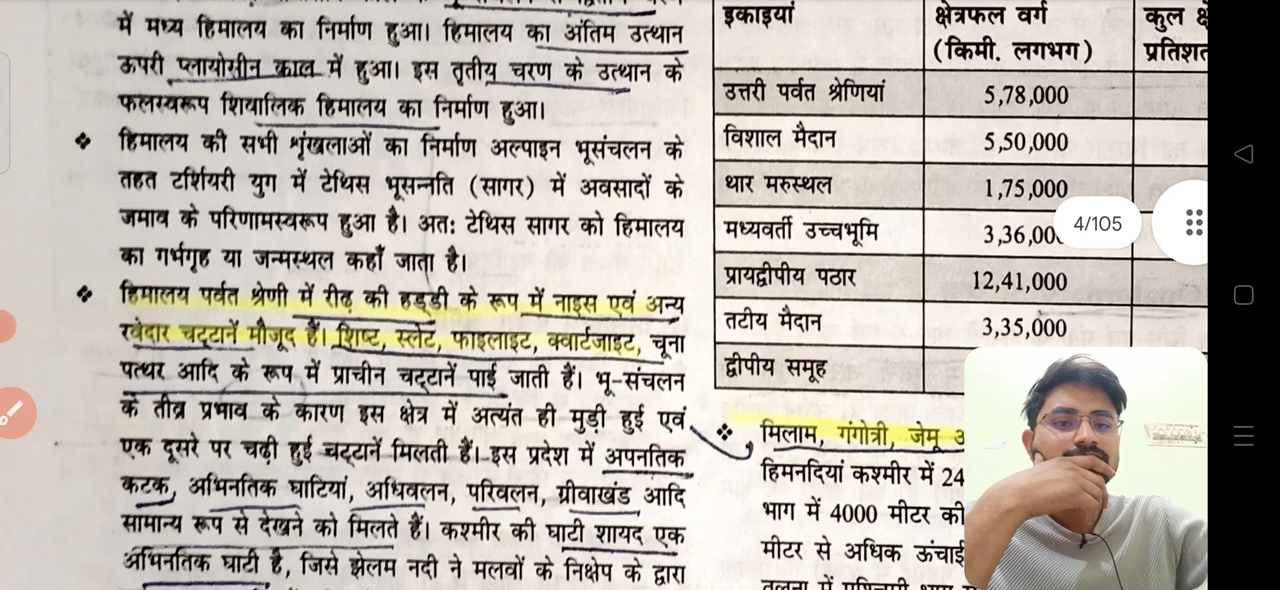 में मध्य हिमालय का निर्माण हुआ। हिमालय का अंतिम उत्थान
ऊपरी प्लायोसीन काल में हुआ। इस तृतीय चरण के उत्थान के
फलस्वरूप शिवालिक हिमालय का निर्माण हुआ।
❖ हिमालय की सभी शृंखलाओं का निर्माण अल्पाइन भूसंचलन के
तहत टर्शियरी युग में टेथिस भूसन्नति (सागर) में अवसादों के
जमाव के परिणामस्वरूप हुआ है। अतः टेथिस सागर को हिमालय
का गर्भगृह या जन्मस्थल कहाँ जाता है।
❖ हिमालय पर्वत श्रेणी में रीढ़ की हड्डी के रूप में नाइस एवं अन्य
रवेदार चट्टानें मौजूद हैं। शिष्ट, स्लेट, फाइलाइट, क्वार्टजाइट, चूना
पत्थर आदि के रूप में प्राचीन चट्टानें पाई जाती हैं। भू-संचलन
के तीव्र प्रभाव के कारण इस क्षेत्र में अत्यंत ही मुड़ी हुई एवं
एक दूसरे पर चढ़ी हुई चट्टानें मिलती हैं। इस प्रदेश में अपनतिक
कटक, अभिनतिक घाटियां, अधिवलन, परिवलन, ग्रीवाखंड आदि
सामान्य रूप से देखने को मिलते हैं। कश्मीर की घाटी शायद एक
अभिनतिक घाटी है, जिसे झेलम नदी ने मलवों के निक्षेप के द्वारा
इकाइयां क्षेत्रफल वर्ग कुल
(किमी. लगभग)
उत्तरी पर्वत श्रेणियां 5,78,000
विशाल मैदान 5,50,000
थार मरुस्थल 1,75,000
मध्यवर्ती उच्चभूमि
प्रायद्वीपीय पठार 12,41,000
तटीय मैदान 3,35,000
द्वीपीय समूह
4/105
❖ मिलाम, गंगोत्री, जेमू
हिमनदियां कश्मीर में 24
भाग में 4000 मीटर की
मीटर से अधिक ऊंचाई